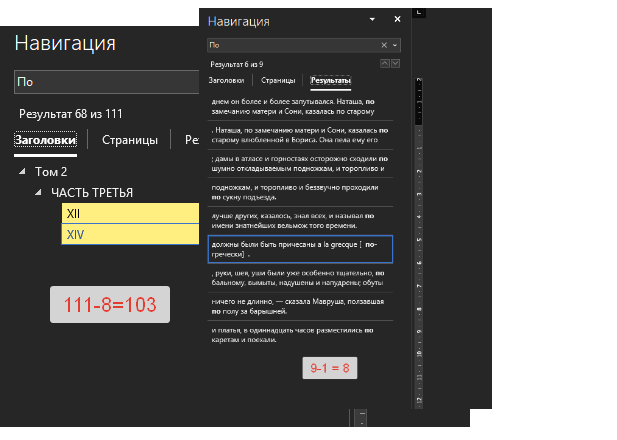 Навигация
По
Результат 68 из 111
Заголовки
Страницы
Ре
Том 2
ЧАСТЬ ТРЕТЬЯ
XII
XIV
111-8=103
Навигация
По
Результат 6 из 9
Заголовки
Страницы
Результаты
днем он более и более запутывался. Наташа, по
замечанию матери и Сони, казалась по старому
. Наташа, по замечанию матери и Сони, казалась по
старому влюбленной в Бориса. Она пела ему его
; дамы в атласе и горностаях осторожно сходили по
шумно откладываемым подножкам, и торопливо и
подножкам, и торопливо и беззвучно проходили
по сукну подъезда.
лучше других, казалось, знал всех, и называл по
имени знатнейших вельмож того времени.
должны были быть причесаны a la grecque [ по-
гречески] .
, руки, шея, уши были уже особенно тщательно, по
бальному, вымыты, надушены и напудрены; обуты
ничего не длинно, — сказала Мавруша, ползавшая
по полу за барышней.
и платья, в одиннадцать часов разместились по
каретам и поехали.
9-1 = 8